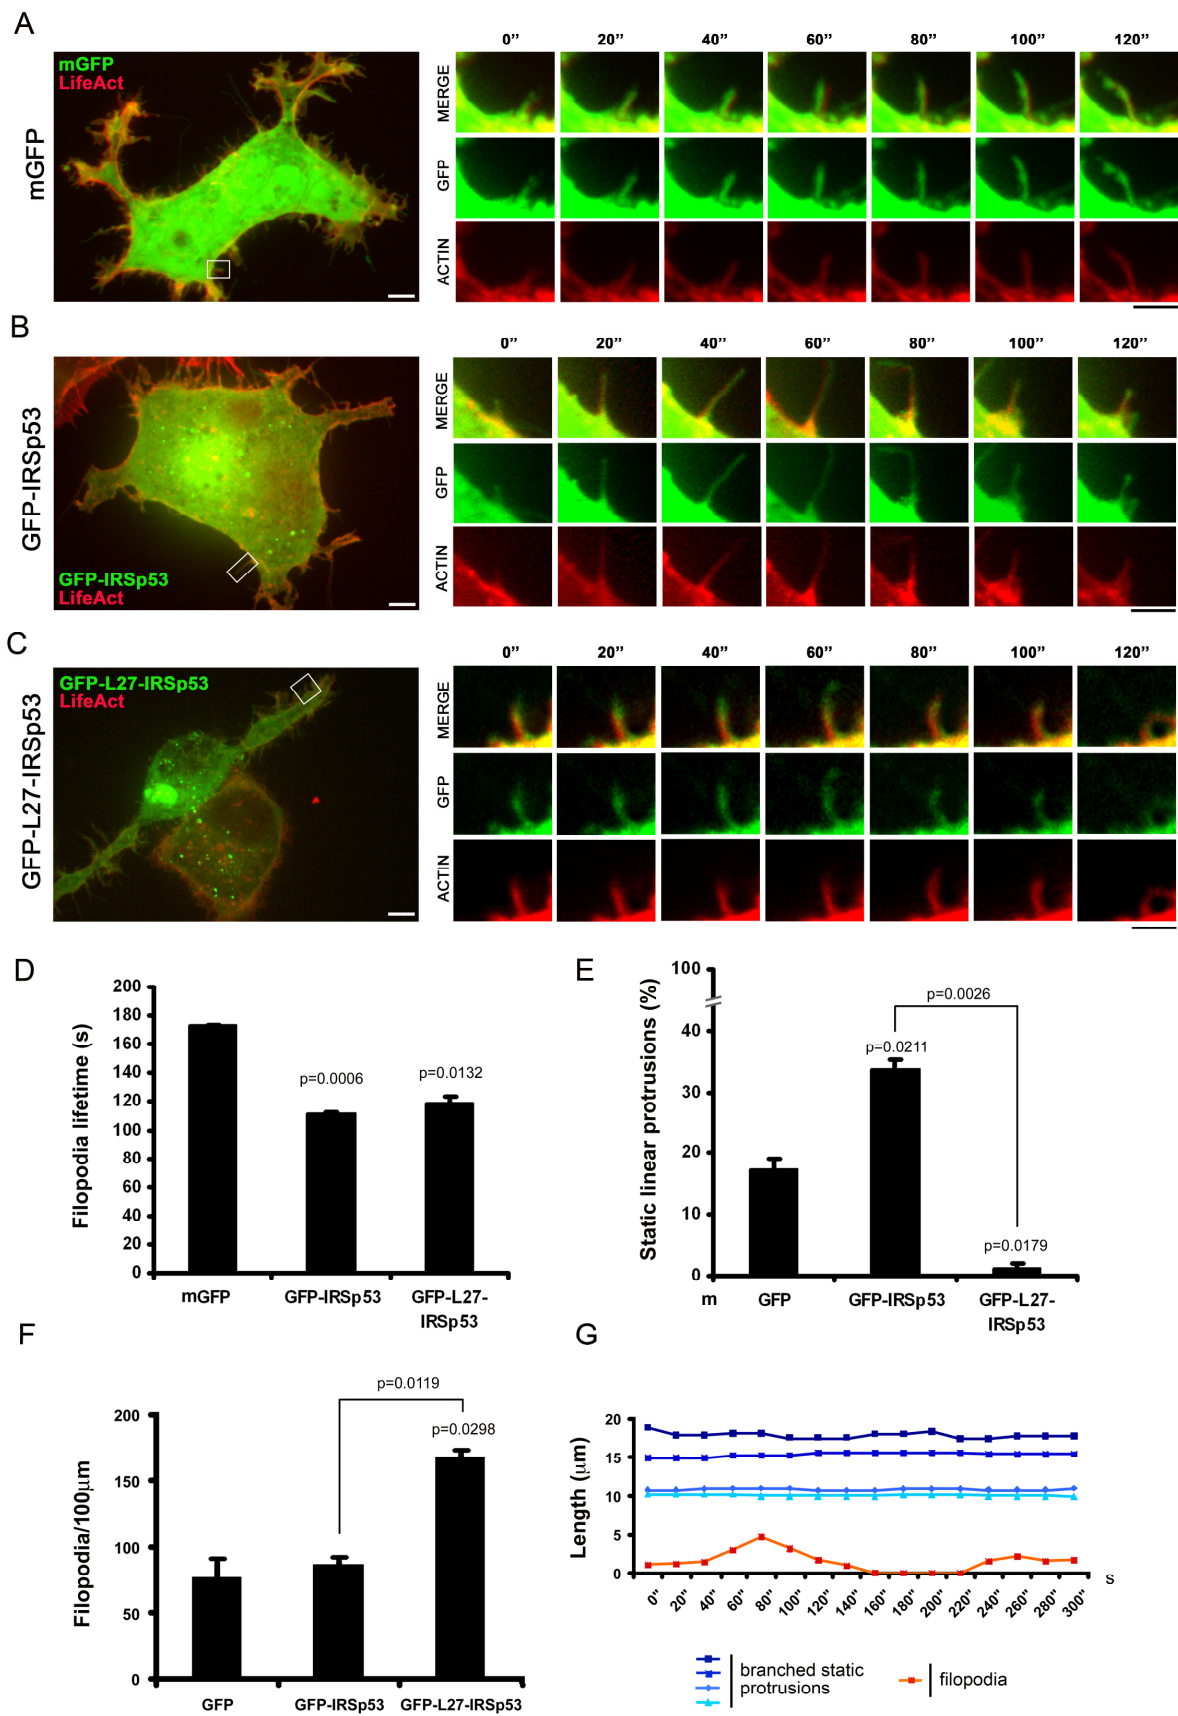 A
mGFP
mGFP
LifeAct
0” 20” 40” 60” 80” 100” 120”
MERGE
GFP
ACTIN
B
GFP-IRSp53
GFP-IRSp53
LifeAct
0” 20” 40” 60” 80” 100” 120”
MERGE
GFP
ACTIN
C
GFP-L27-IRSp53
GFP-L27-IRSp53
LifeAct
0” 20” 40” 60” 80” 100” 120”
MERGE
GFP
ACTIN
D
Filopodia lifetime (s)
200
180
160
140
120
100
80
60
40
20
0
p=0.0006
p=0.0132
mGFP GFP-IRSp53 GFP-L27-
IRSp53
E
Static linear protrusions (%)
100
40
30
20
10
0
p=0.0026
p=0.0211
p=0.0179
m GFP GFP-IRSp53 GFP-L27-
IRSp53
F
Filopodia/100μm
200
150
100
50
0
p=0.0119
p=0.0298
GFP GFP-IRSp53 GFP-L27-IRSp53
G
Length (μm)
20
15
10
5
0
0" 20" 40" 60" 80" 100" 120" 140" 160" 180" 200" 220" 240" 260" 280" 300" s
branched static
protrusions
filopodia